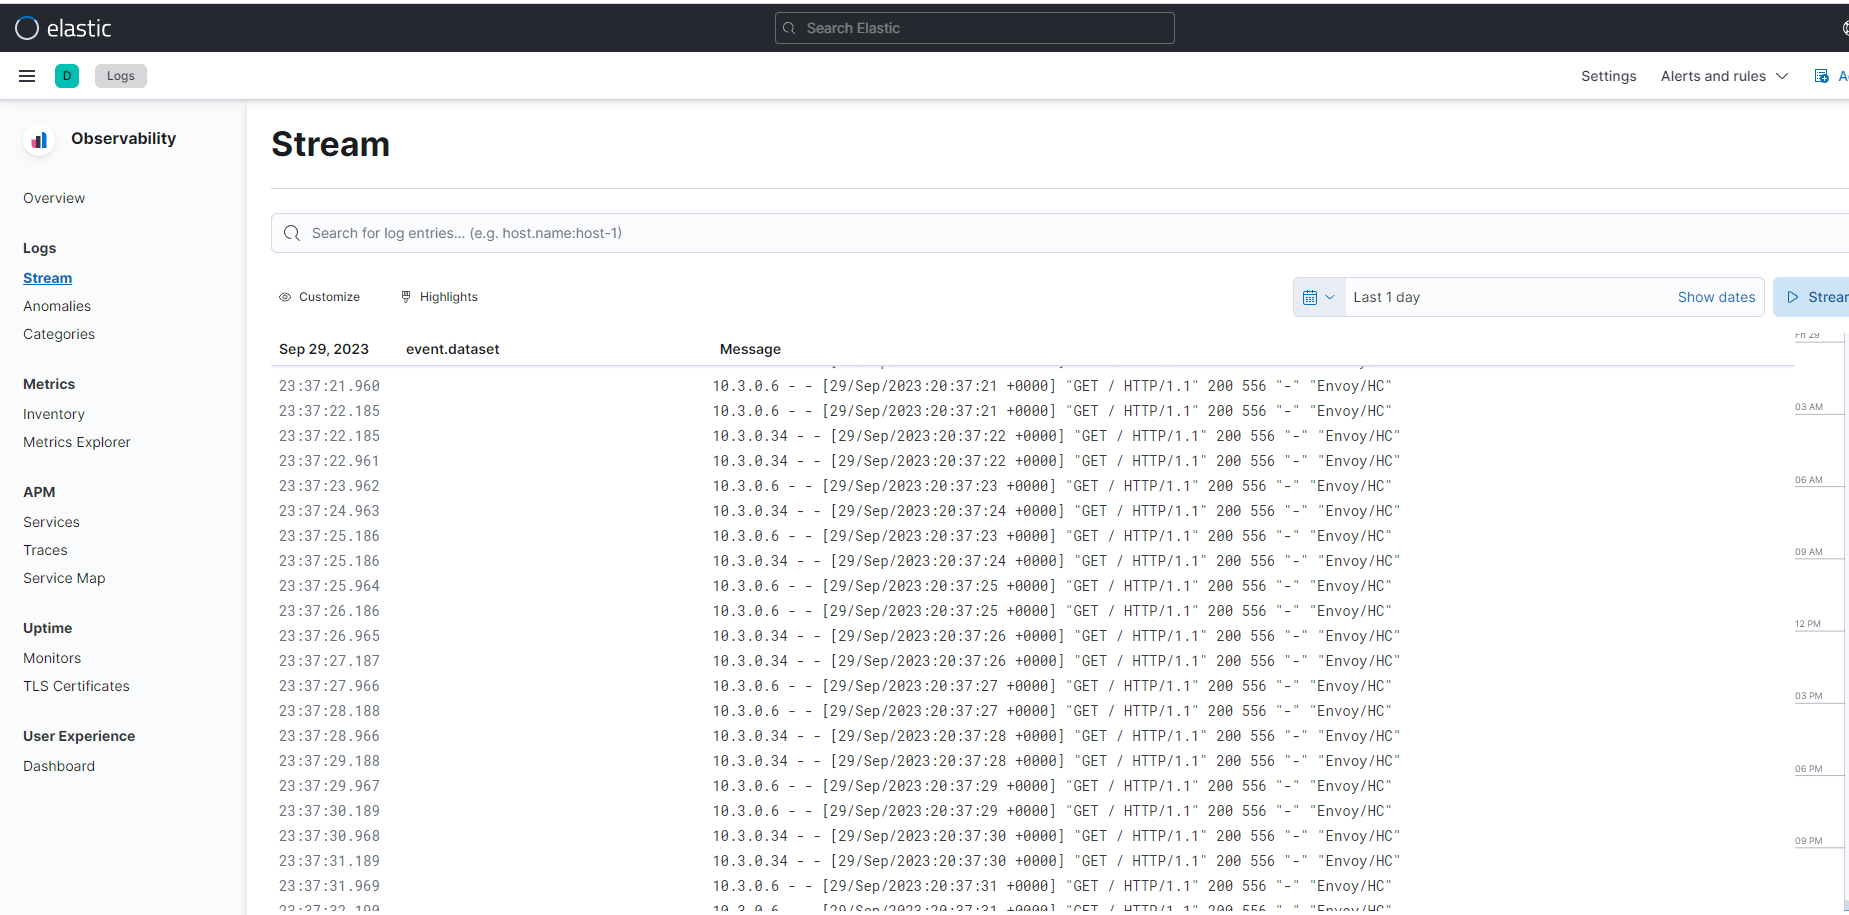 elastic
Search Elastic
D
Logs
Settings
Alerts and rules
Observability
Overview
Logs
Stream
Anomalies
Categories
Metrics
Inventory
Metrics Explorer
APM
Services
Traces
Service Map
Uptime
Monitors
TLS Certificates
User Experience
Dashboard
Stream
Search for log entries... (e.g. host.name:host-1)
Customize
Highlights
Last 1 day
Show dates
Sep 29, 2023 event.dataset Message
23:37:21.960 10.3.0.6 - - [29/Sep/2023:20:37:21 +0000] "GET / HTTP/1.1" 200 556 "-" "Envoy/HC"
23:37:22.185 10.3.0.6 - - [29/Sep/2023:20:37:21 +0000] "GET / HTTP/1.1" 200 556 "-" "Envoy/HC"
23:37:22.185 10.3.0.34 - - [29/Sep/2023:20:37:22 +0000] "GET / HTTP/1.1" 200 556 "-" "Envoy/HC"
23:37:22.961 10.3.0.34 - - [29/Sep/2023:20:37:22 +0000] "GET / HTTP/1.1" 200 556 "-" "Envoy/HC"
23:37:23.962 10.3.0.6 - - [29/Sep/2023:20:37:23 +0000] "GET / HTTP/1.1" 200 556 "-" "Envoy/HC"
23:37:24.963 10.3.0.34 - - [29/Sep/2023:20:37:24 +0000] "GET / HTTP/1.1" 200 556 "-" "Envoy/HC"
23:37:25.186 10.3.0.6 - - [29/Sep/2023:20:37:23 +0000] "GET / HTTP/1.1" 200 556 "-" "Envoy/HC"
23:37:25.186 10.3.0.34 - - [29/Sep/2023:20:37:24 +0000] "GET / HTTP/1.1" 200 556 "-" "Envoy/HC"
23:37:25.964 10.3.0.6 - - [29/Sep/2023:20:37:25 +0000] "GET / HTTP/1.1" 200 556 "-" "Envoy/HC"
23:37:26.186 10.3.0.6 - - [29/Sep/2023:20:37:25 +0000] "GET / HTTP/1.1" 200 556 "-" "Envoy/HC"
23:37:26.965 10.3.0.34 - - [29/Sep/2023:20:37:26 +0000] "GET / HTTP/1.1" 200 556 "-" "Envoy/HC"
23:37:27.187 10.3.0.34 - - [29/Sep/2023:20:37:26 +0000] "GET / HTTP/1.1" 200 556 "-" "Envoy/HC"
23:37:27.966 10.3.0.6 - - [29/Sep/2023:20:37:27 +0000] "GET / HTTP/1.1" 200 556 "-" "Envoy/HC"
23:37:28.188 10.3.0.6 - - [29/Sep/2023:20:37:27 +0000] "GET / HTTP/1.1" 200 556 "-" "Envoy/HC"
23:37:28.966 10.3.0.34 - - [29/Sep/2023:20:37:28 +0000] "GET / HTTP/1.1" 200 556 "-" "Envoy/HC"
23:37:29.188 10.3.0.34 - - [29/Sep/2023:20:37:28 +0000] "GET / HTTP/1.1" 200 556 "-" "Envoy/HC"
23:37:29.967 10.3.0.6 - - [29/Sep/2023:20:37:29 +0000] "GET / HTTP/1.1" 200 556 "-" "Envoy/HC"
23:37:30.189 10.3.0.6 - - [29/Sep/2023:20:37:29 +0000] "GET / HTTP/1.1" 200 556 "-" "Envoy/HC"
23:37:30.968 10.3.0.34 - - [29/Sep/2023:20:37:30 +0000] "GET / HTTP/1.1" 200 556 "-" "Envoy/HC"
23:37:31.189 10.3.0.34 - - [29/Sep/2023:20:37:30 +0000] "GET / HTTP/1.1" 200 556 "-" "Envoy/HC"
23:37:31.969 10.3.0.6 - - [29/Sep/2023:20:37:31 +0000] "GET / HTTP/1.1" 200 556 "-" "Envoy/HC"
03 AM
06 AM
09 AM
12 PM
03 PM
06 PM
09 PM